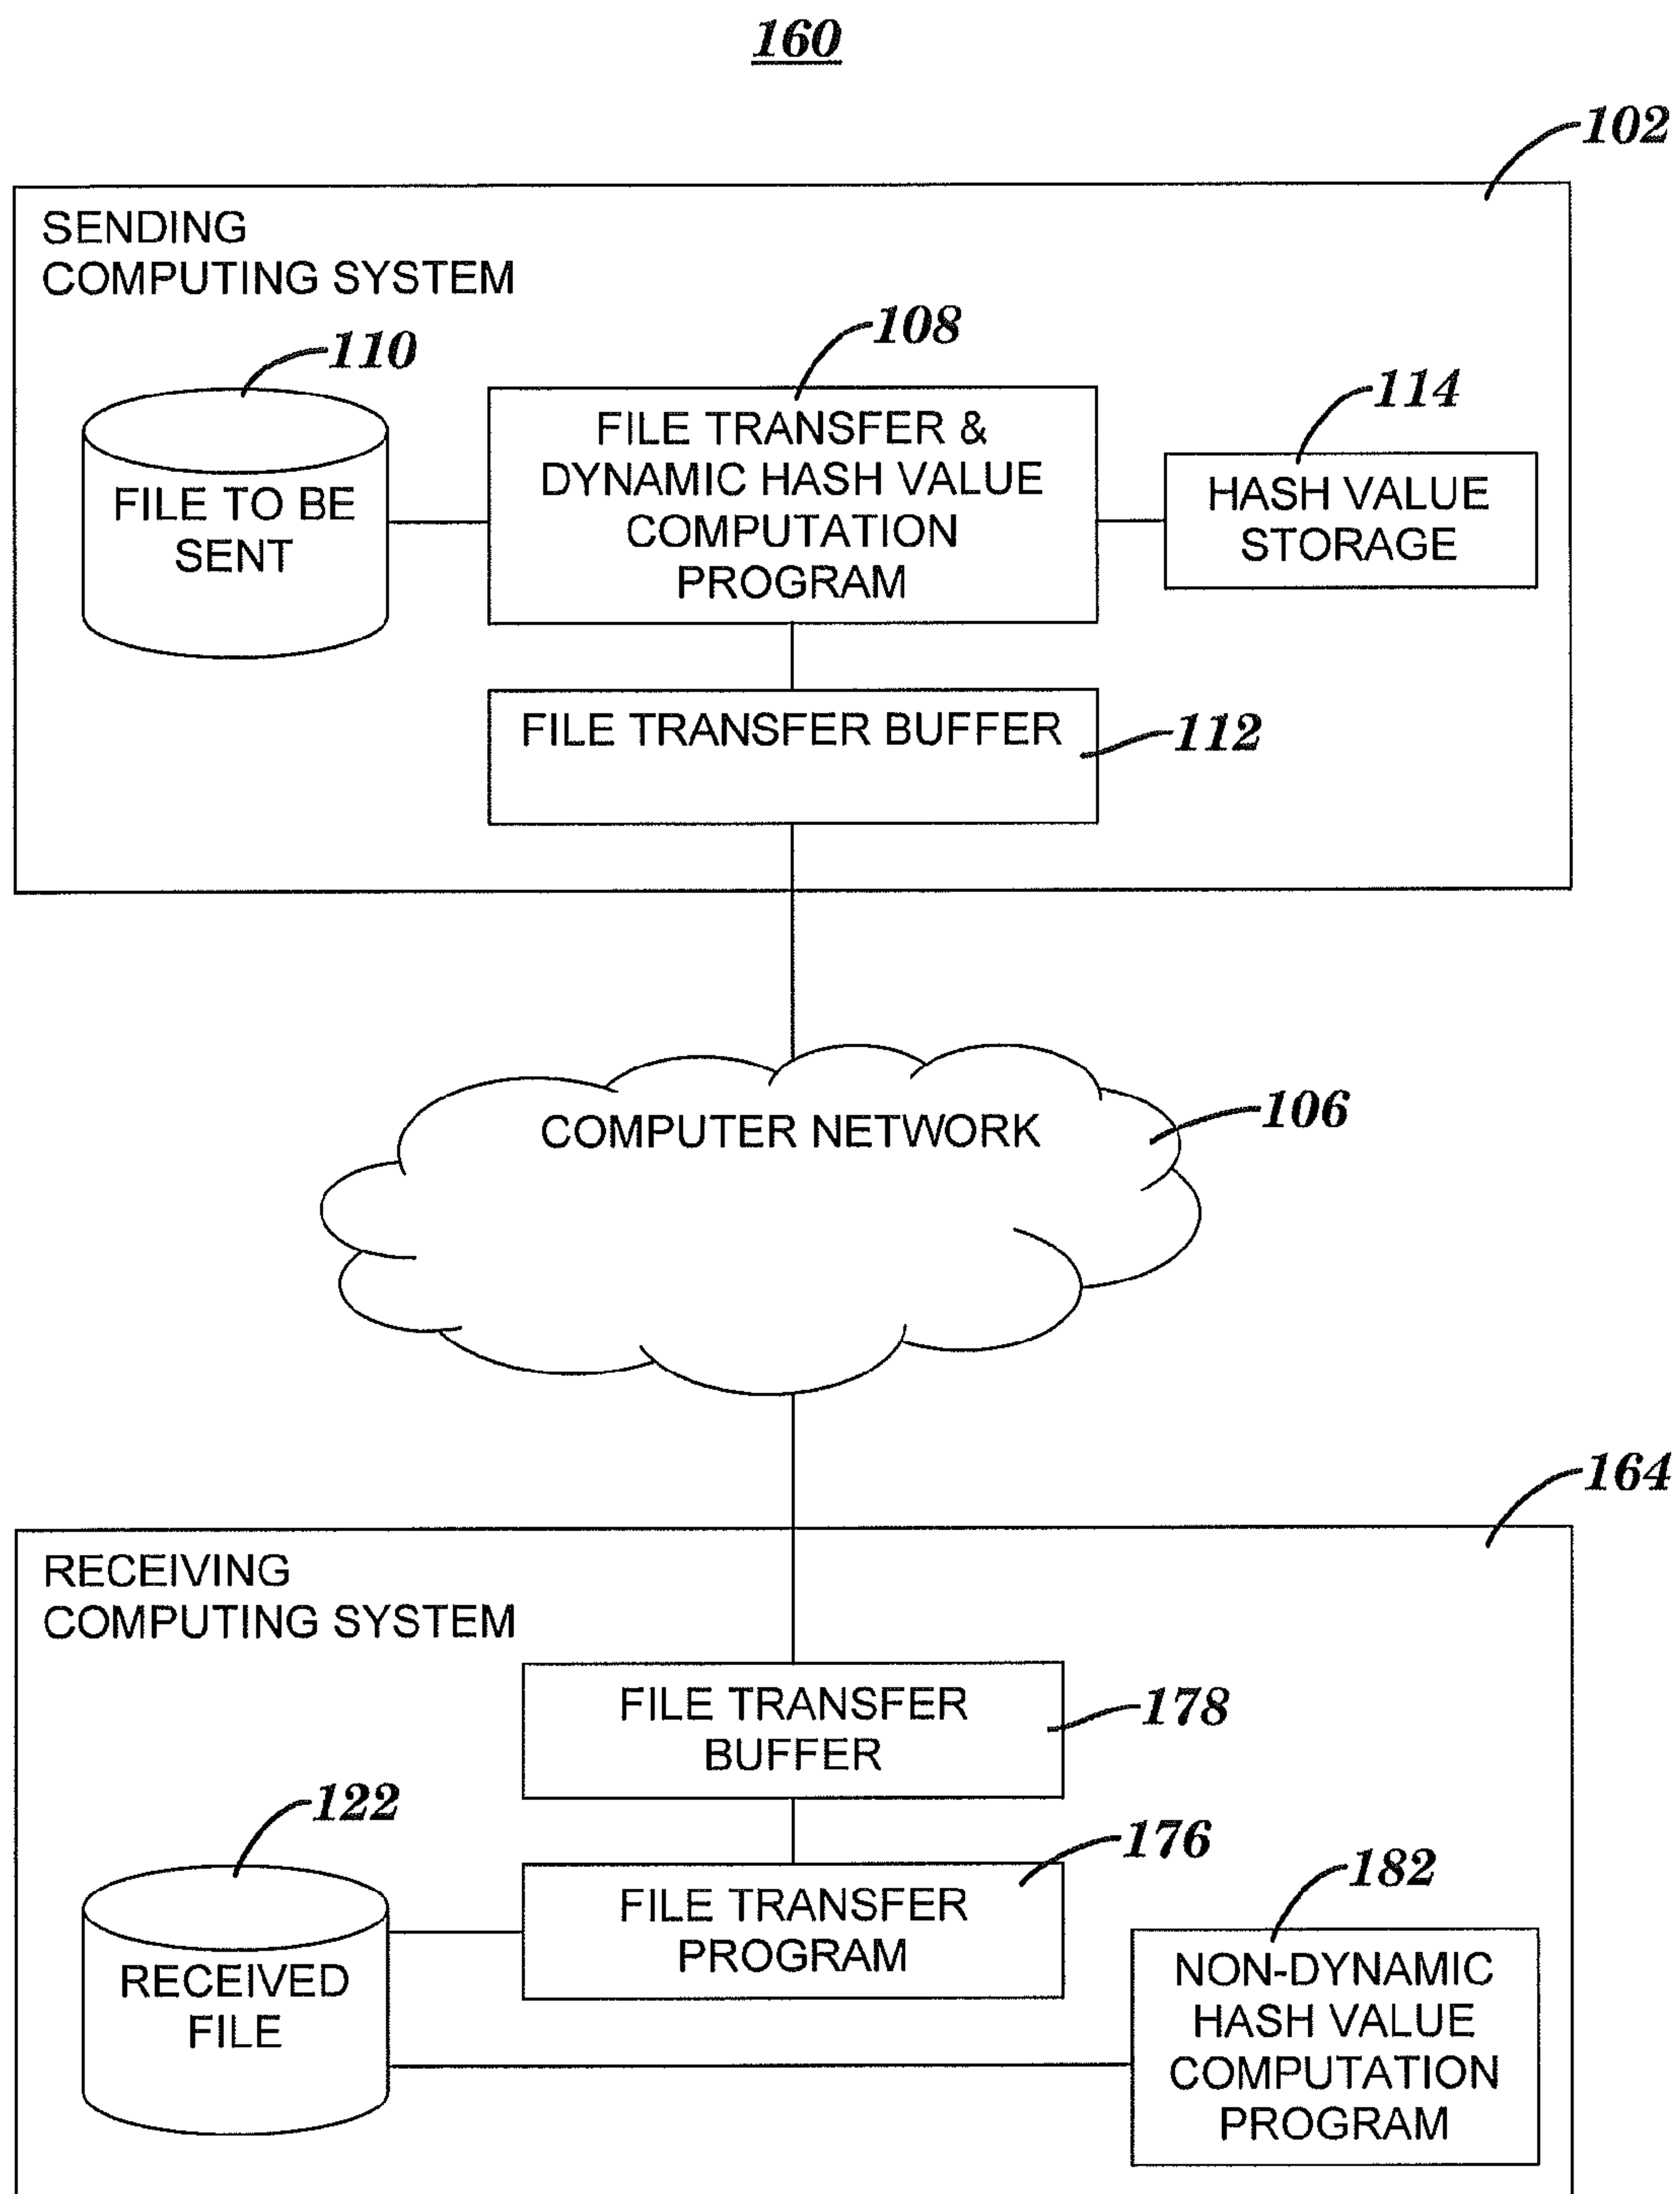 160
102
SENDING
COMPUTING SYSTEM
110
108
114
FILE TO BE
SENT
FILE TRANSFER &
DYNAMIC HASH VALUE
COMPUTATION
PROGRAM
HASH VALUE
STORAGE
FILE TRANSFER BUFFER
112
COMPUTER NETWORK
106
164
RECEIVING
COMPUTING SYSTEM
FILE TRANSFER
BUFFER
178
122
176
182
RECEIVED
FILE
FILE TRANSFER
PROGRAM
NON-DYNAMIC
HASH VALUE
COMPUTATION
PROGRAM